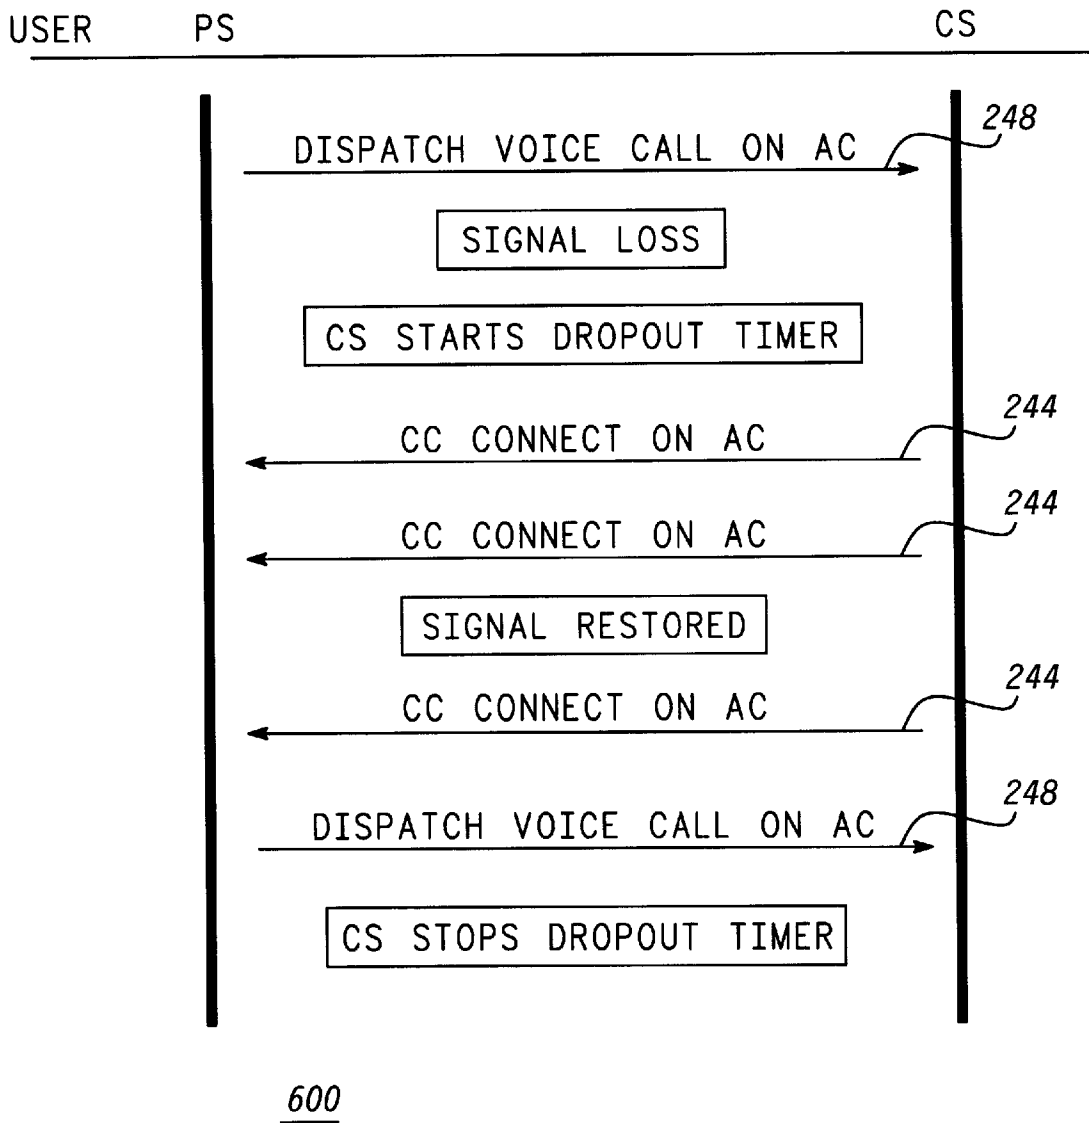 USER PS CS
DISPATCH VOICE CALL ON AC 248
SIGNAL LOSS
CS STARTS DROPOUT TIMER
CC CONNECT ON AC 244
CC CONNECT ON AC 244
SIGNAL RESTORED
CC CONNECT ON AC 244
DISPATCH VOICE CALL ON AC 248
CS STOPS DROPOUT TIMER
600